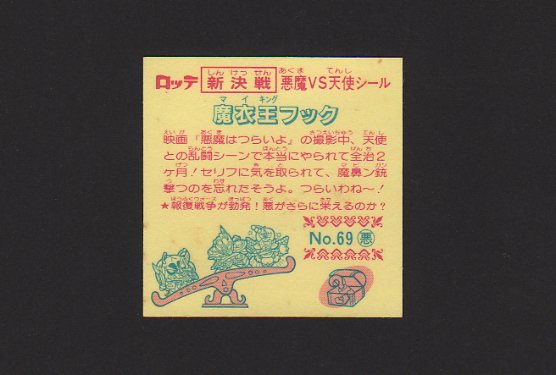 ロッテ 新決戦 悪魔VS天使シール
魔衣王フック
映画「悪魔はつらいよ」の撮影中、天使
との乱闘シーンで本当にやられて全治2
ヶ月!セリフに気を取られて、魔鼻ン銃
撃つのを忘れたそうよ。つらいわね〜!
★報復戦争が勃発!悪がさらに栄えるのか?
No.69 悪